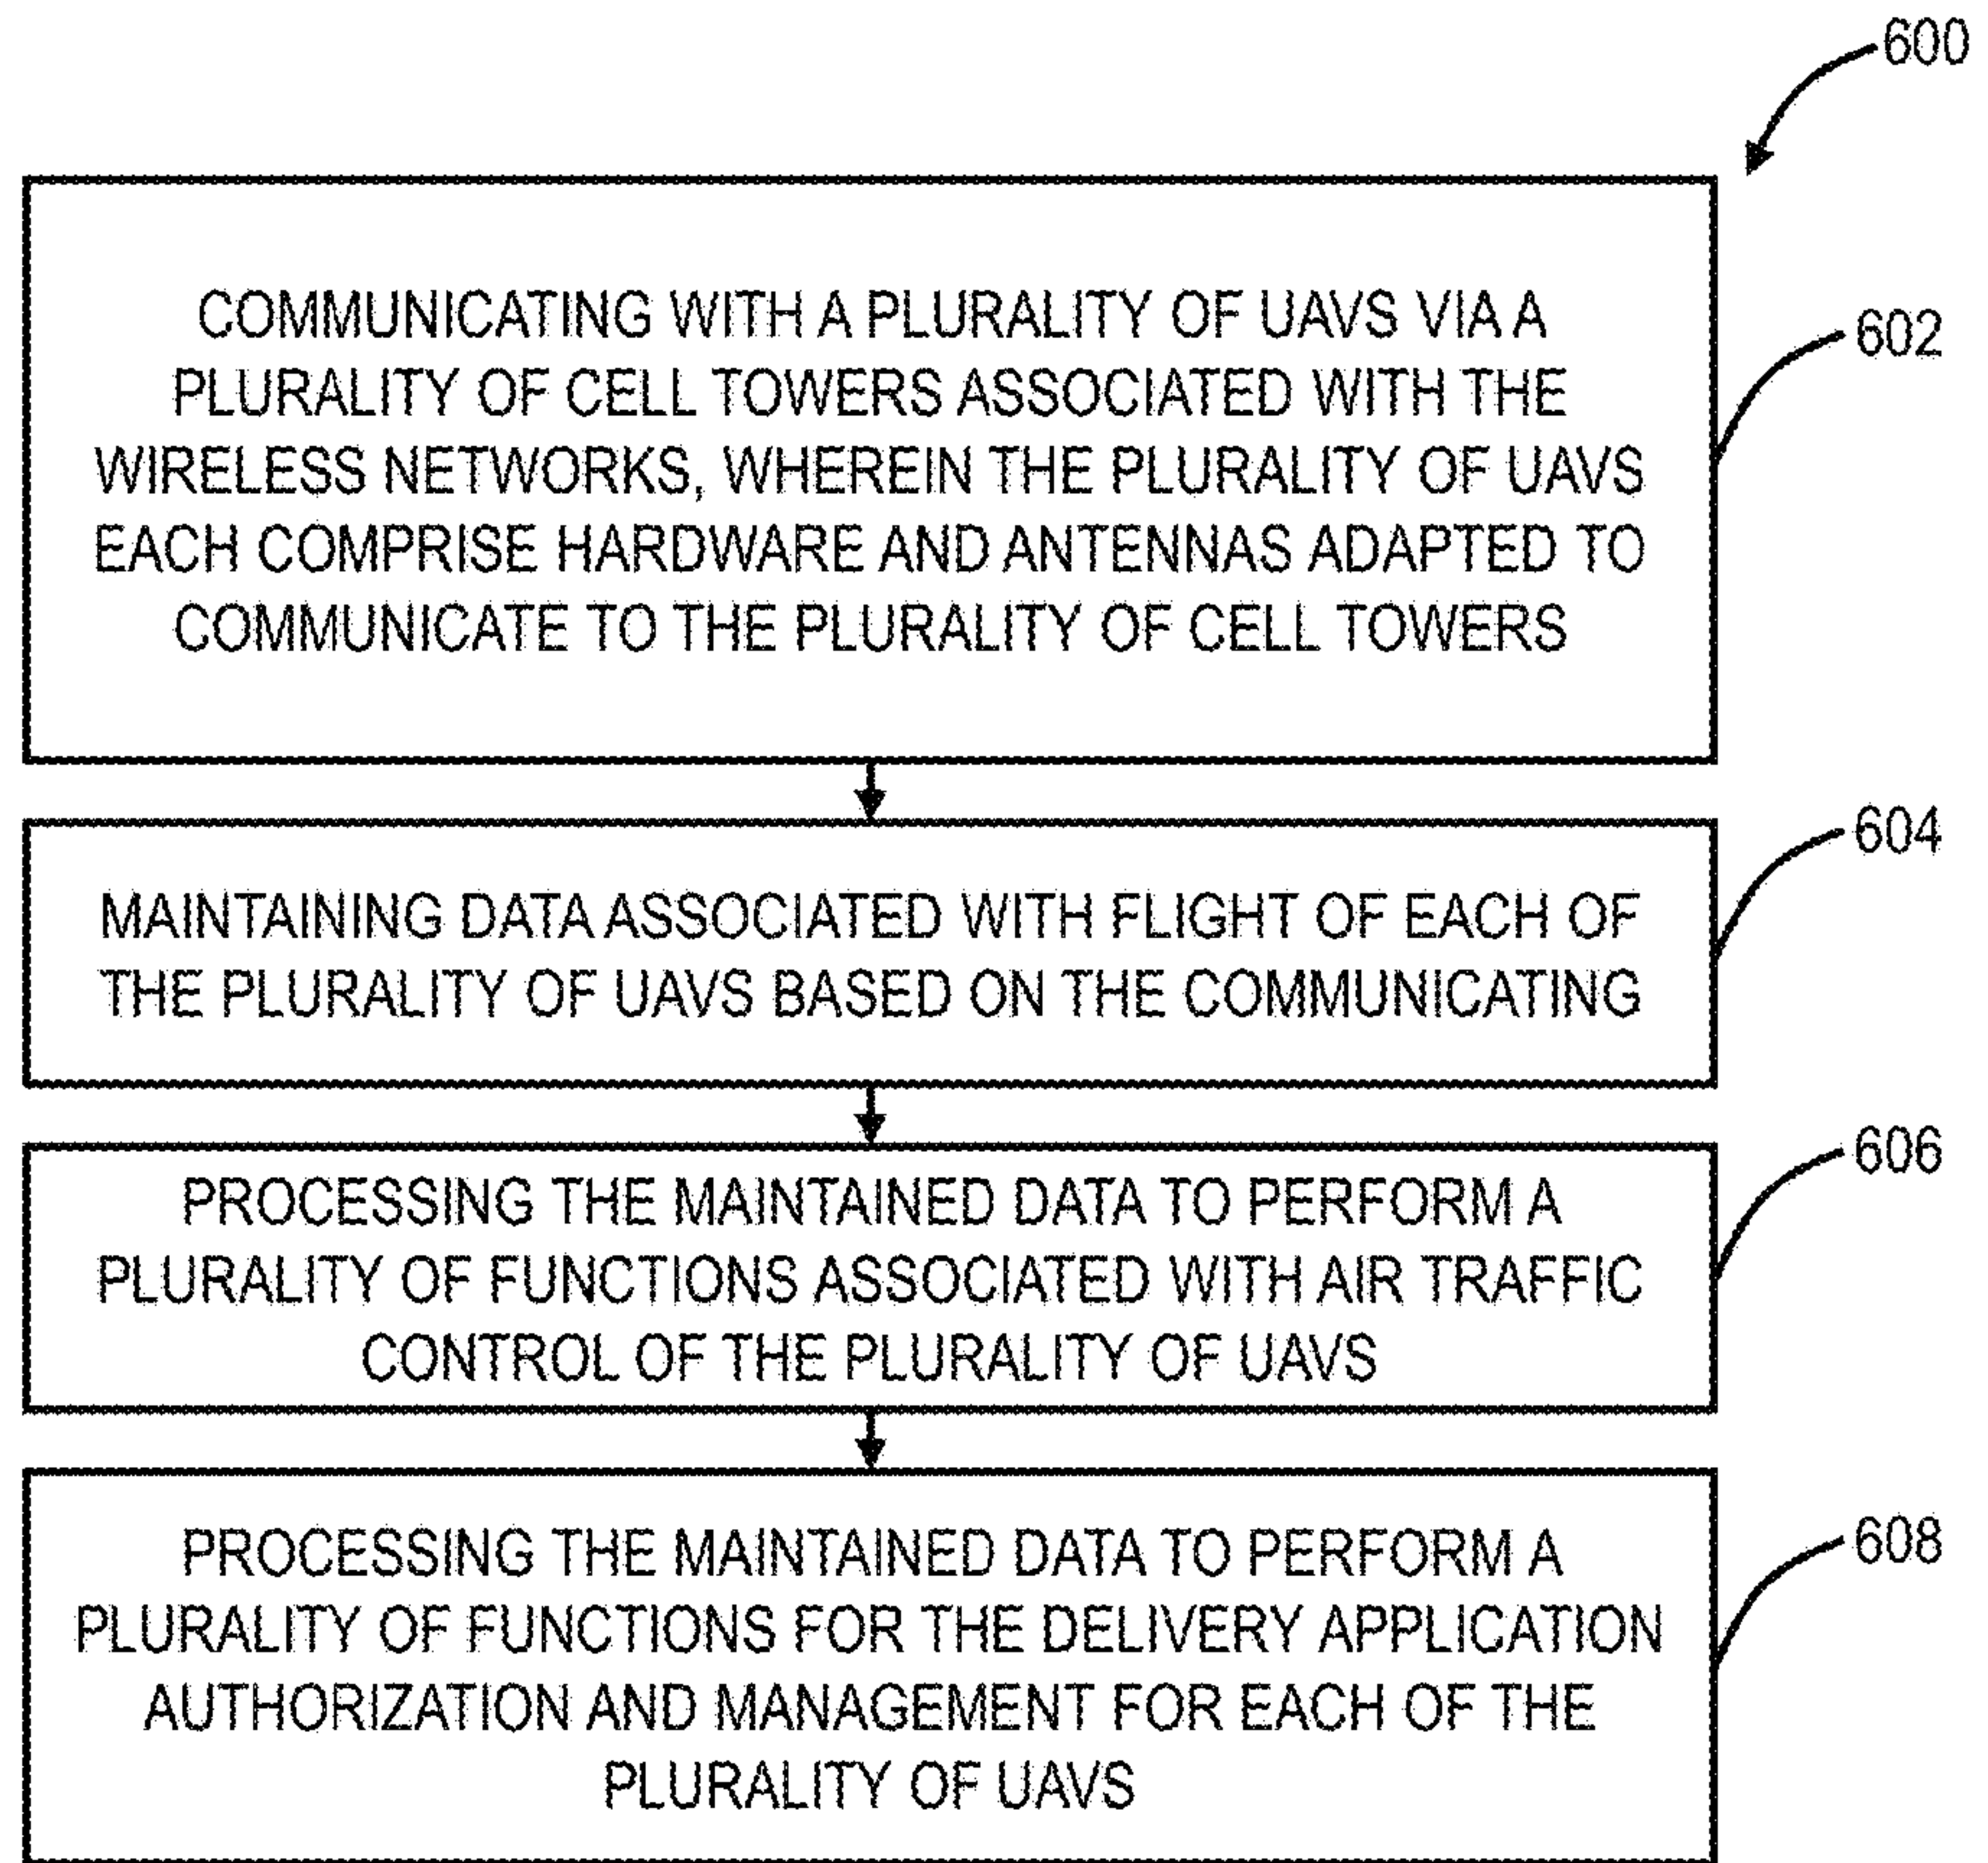 600
COMMUNICATING WITH A PLURALITY OF UAVS VIA A
PLURALITY OF CELL TOWERS ASSOCIATED WITH THE
WIRELESS NETWORKS, WHEREIN THE PLURALITY OF UAVS
EACH COMPRISE HARDWARE AND ANTENNAS ADAPTED TO
COMMUNICATE TO THE PLURALITY OF CELL TOWERS
602
MAINTAINING DATA ASSOCIATED WITH FLIGHT OF EACH OF
THE PLURALITY OF UAVS BASED ON THE COMMUNICATING
604
PROCESSING THE MAINTAINED DATA TO PERFORM A
PLURALITY OF FUNCTIONS ASSOCIATED WITH AIR TRAFFIC
CONTROL OF THE PLURALITY OF UAVS
606
PROCESSING THE MAINTAINED DATA TO PERFORM A
PLURALITY OF FUNCTIONS FOR THE DELIVERY APPLICATION
AUTHORIZATION AND MANAGEMENT FOR EACH OF THE
PLURALITY OF UAVS
608